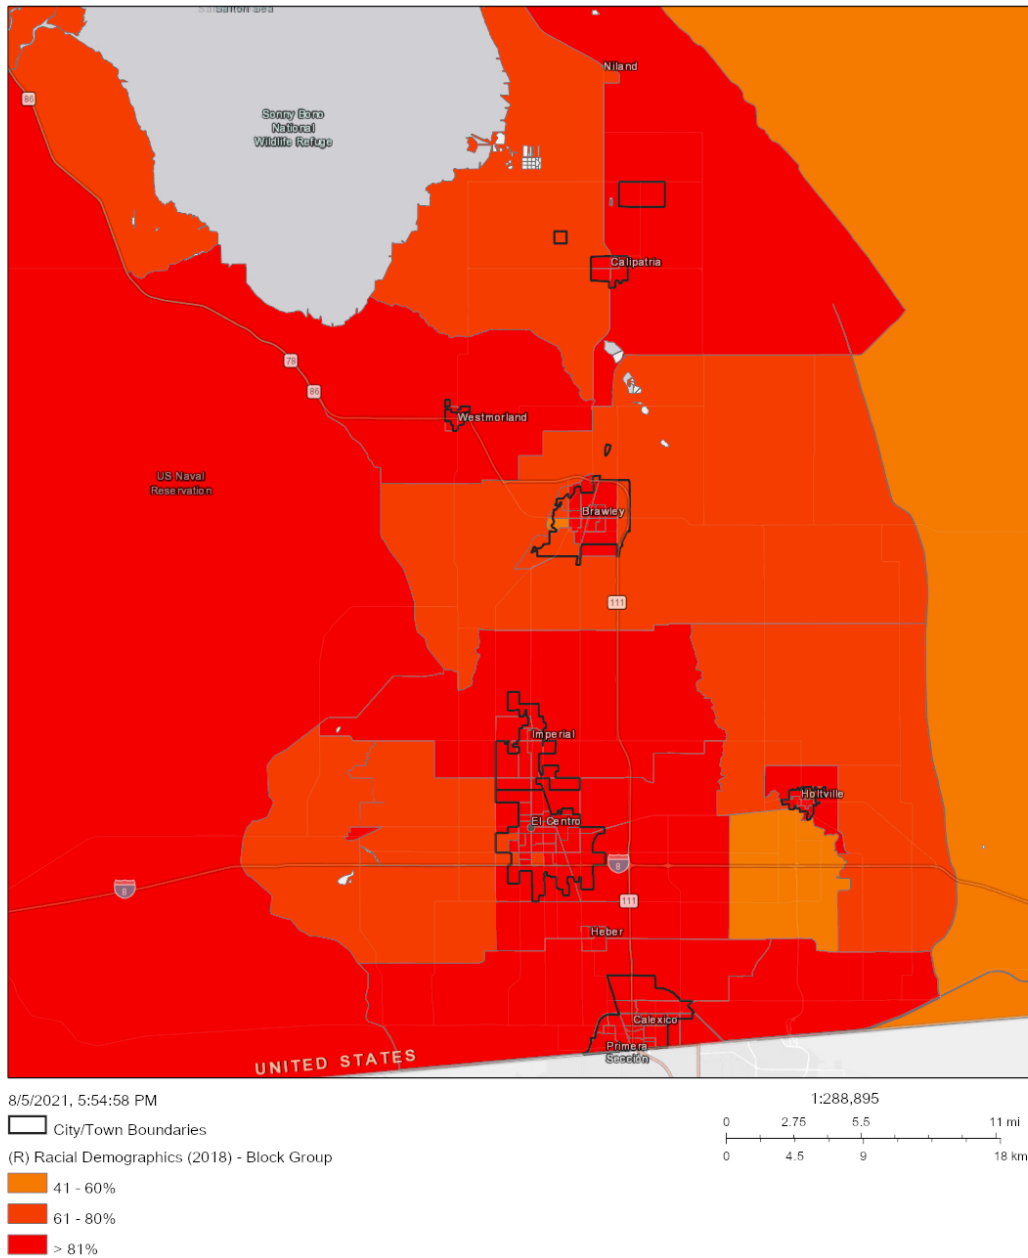 Salton Sea
Niland
86
Sonny Bono
National
Wildlife Refuge
Calipatria
78
86
Westmorland
US Naval
Reservation
Brawley
111
Imperial
Holtville
El Centro
8
8
111
Heber
Calexico
Primera
Sección
UNITED STATES
8/5/2021, 5:54:58 PM
City/Town Boundaries
(R) Racial Demographics (2018) - Block Group
41 - 60%
61 - 80%
> 81%
1:288,895
0 2.75 5.5 11 mi
0 4.5 9 18 km